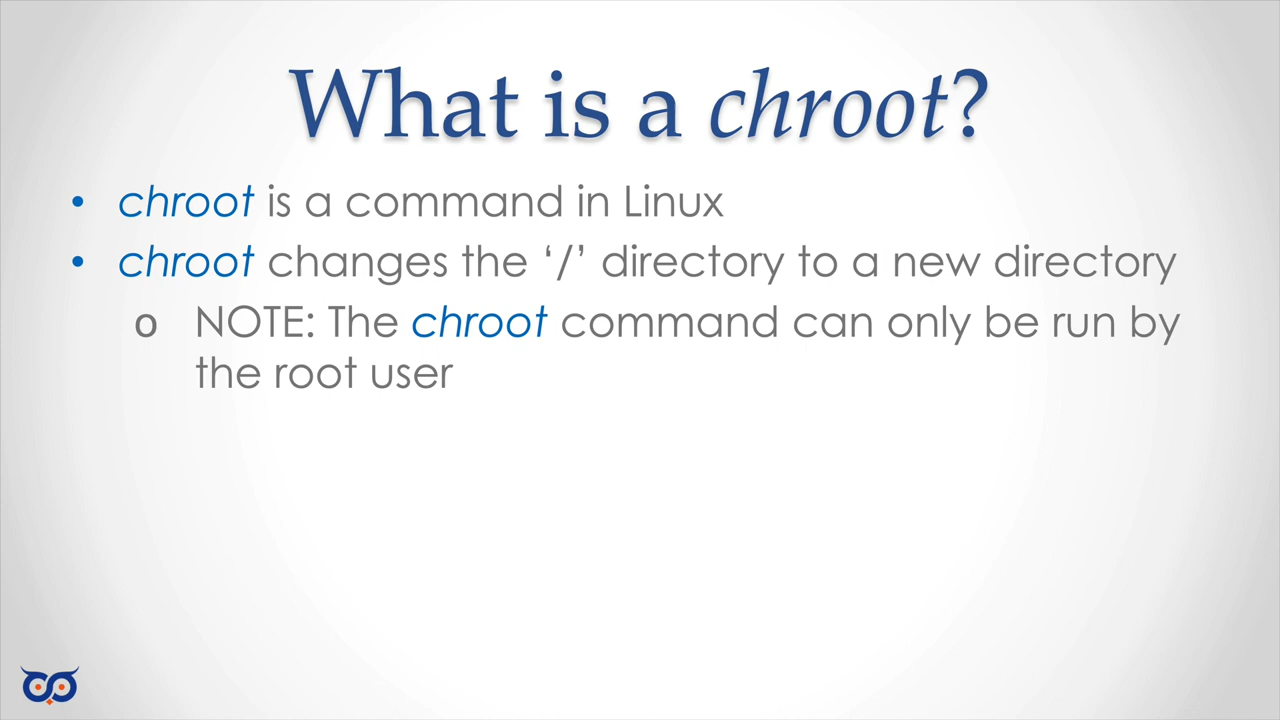 What is a chroot?
• chroot is a command in Linux
• chroot changes the ‘/’ directory to a new directory
o NOTE: The chroot command can only be run by
the root user